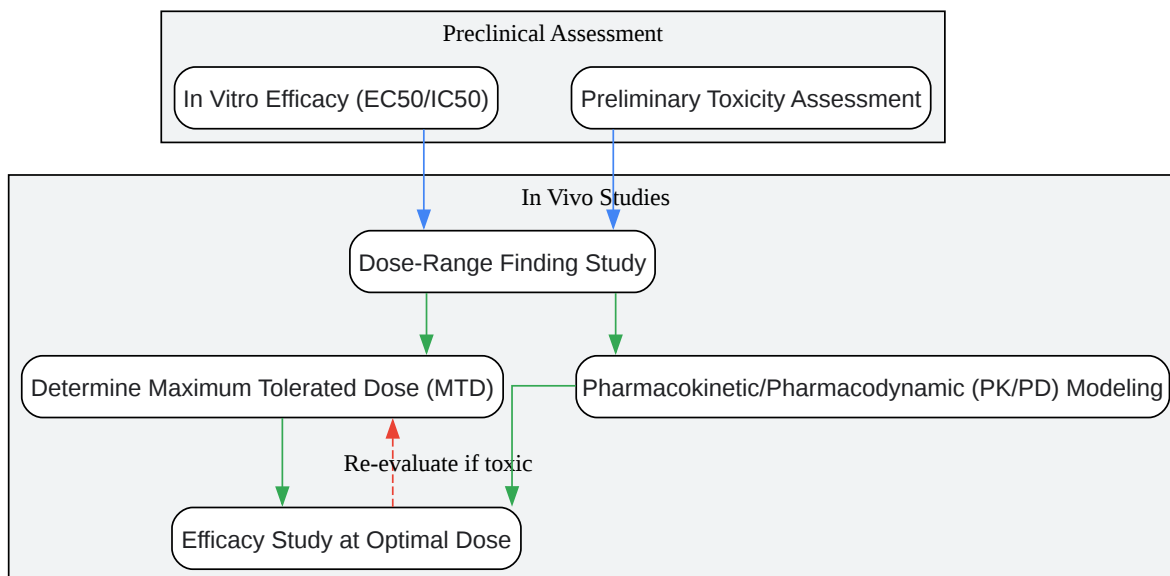 Preclinical Assessment
In Vitro Efficacy (EC50/IC50)
Preliminary Toxicity Assessment
In Vivo Studies
Dose-Range Finding Study
Determine Maximum Tolerated Dose (MTD)
Pharmacokinetic/Pharmacodynamic (PK/PD) Modeling
Re-evaluate if toxic
Efficacy Study at Optimal Dose